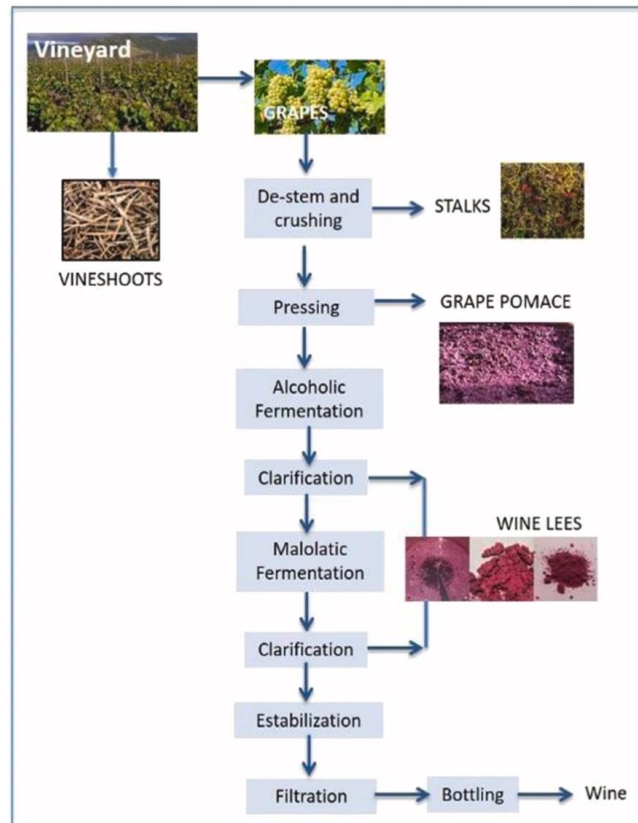 Vineyard
GRAPES
VINESHOOTS
De-stem and
crushing
STALKS
Pressing
GRAPE POMACE
Alcoholic
Fermentation
Clarification
WINE LEES
Malolatic
Fermentation
Clarification
Estabilization
Filtration
Bottling
Wine